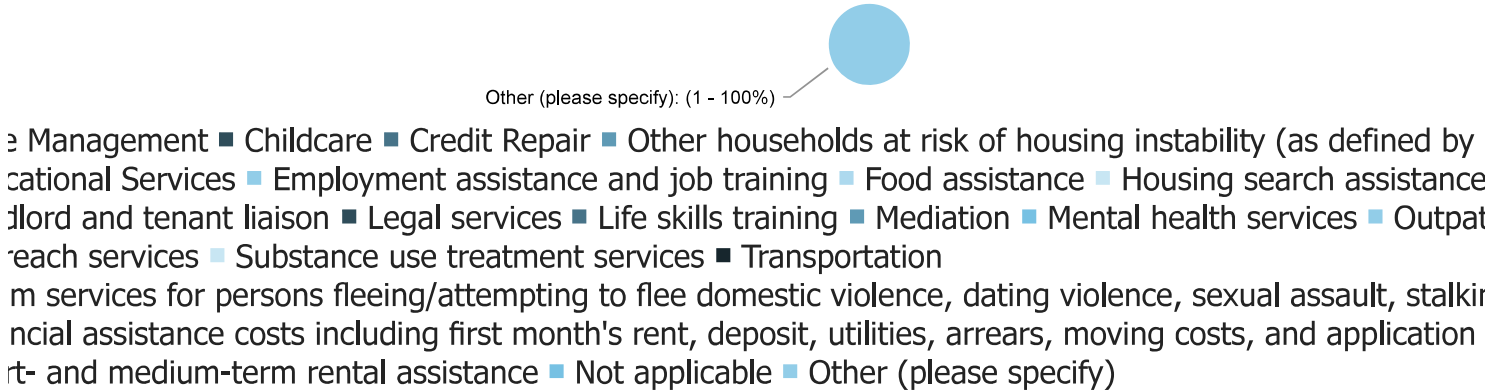 Other (please specify): (1 - 100%)
e Management ■ Childcare ■ Credit Repair ■ Other households at risk of housing instability (as defined by
cational Services ■ Employment assistance and job training ■ Food assistance ■ Housing search assistance
dlord and tenant liaison ■ Legal services ■ Life skills training ■ Mediation ■ Mental health services ■ Outpat
reach services ■ Substance use treatment services ■ Transportation
m services for persons fleeing/attempting to flee domestic violence, dating violence, sexual assault, stalkin
ncial assistance costs including first month's rent, deposit, utilities, arrears, moving costs, and application
rt- and medium-term rental assistance ■ Not applicable ■ Other (please specify)